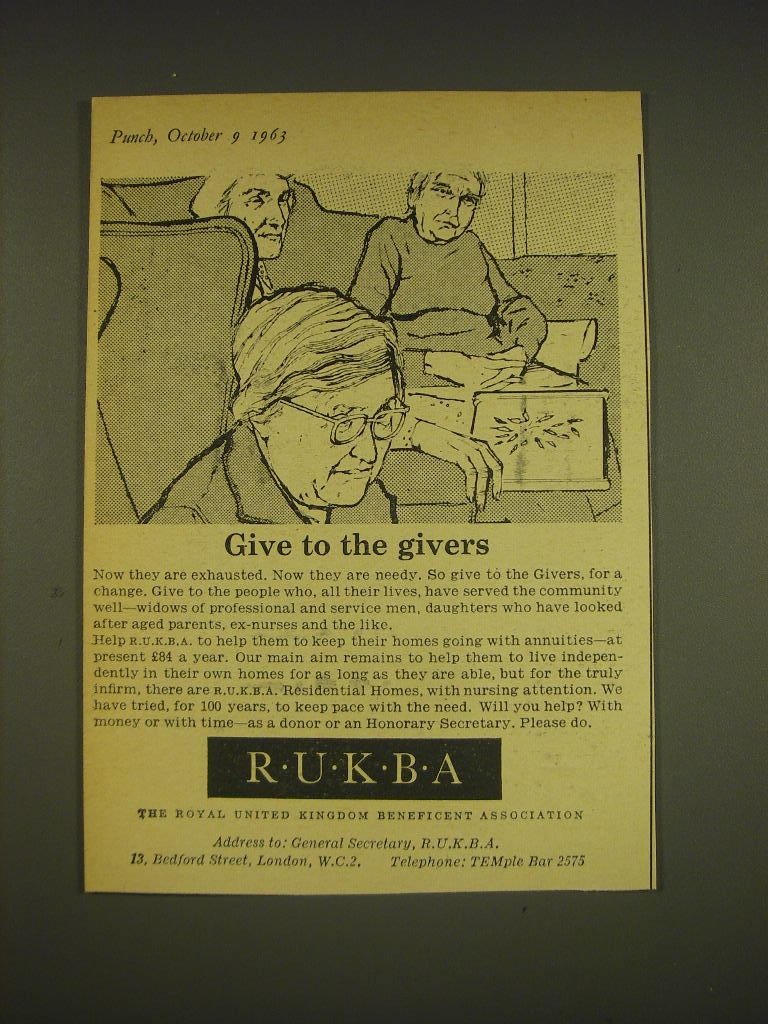 Punch, October 9 1963
Give to the givers
Now they are exhausted. Now they are needy. So give to the Givers, for a
change. Give to the people who, all their lives, have served the community
well—widows of professional and service men, daughters who have looked
after aged parents, ex-nurses and the like.
Help R.U.K.B.A. to help them to keep their homes going with annuities—at
present £84 a year. Our main aim remains to help them to live indepen-
dently in their own homes for as long as they are able, but for the truly
infirm, there are R.U.K.B.A. Residential Homes, with nursing attention. We
have tried, for 100 years, to keep pace with the need. Will you help? With
money or with time—as a donor or an Honorary Secretary. Please do.
R·U·K·B·A
THE ROYAL UNITED KINGDOM BENEFICENT ASSOCIATION
Address to: General Secretary, R.U.K.B.A.
13, Bedford Street, London, W.C.2. Telephone: TEMple Bar 2575